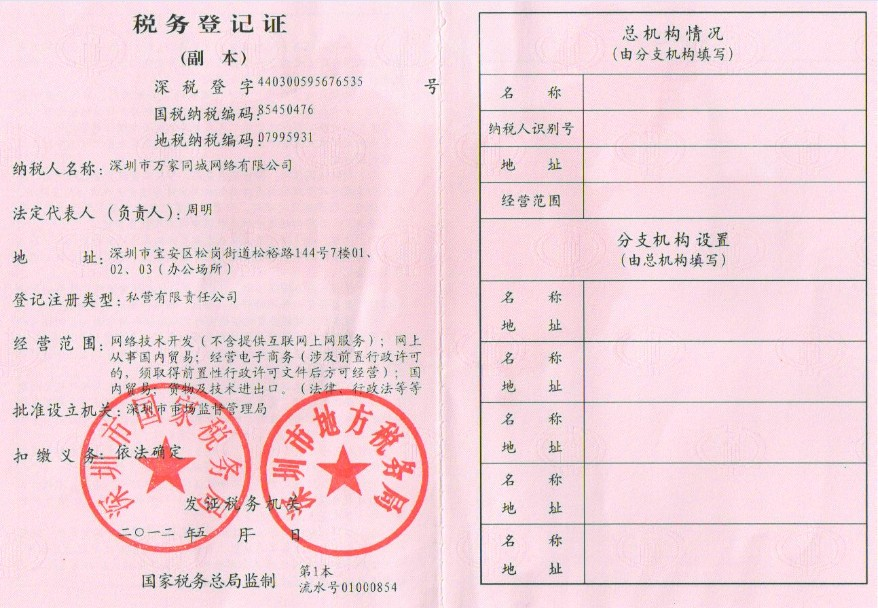 税务登记证
(副 本)
深税登字 440300595676535 号
国税纳税编码:85450476
地税纳税编码:07995931
纳税人名称:深圳市万家同城网络有限公司
法定代表人(负责人):周明
地 址:深圳市宝安区松岗街道松裕路144号7楼01、
02、03(办公场所)
登记注册类型:私营有限责任公司
经营范围:网络技术开发(不含提供互联网上网服务);网上
从事国内贸易;经营电子商务(涉及前置行政许可
的,须取得前置性行政许可文件后方可经营);国
内贸易;货物及技术进出口。(法律、行政法等等
批准设立机关:深圳市市场监督管理局
扣缴义务:依法确定
深圳市国家税务局
深圳市地方税务局
发证税务机关
二〇一二 年五 月 日
国家税务总局监制
第1本
流水号01000854
总机构情况
(由分支机构填写)
名 称
纳税人识别号
地 址
经营范围
分支机构设置
(由总机构填写)
名 称
地 址
名 称
地 址
名 称
地 址
名 称
地 址
名 称
地 址